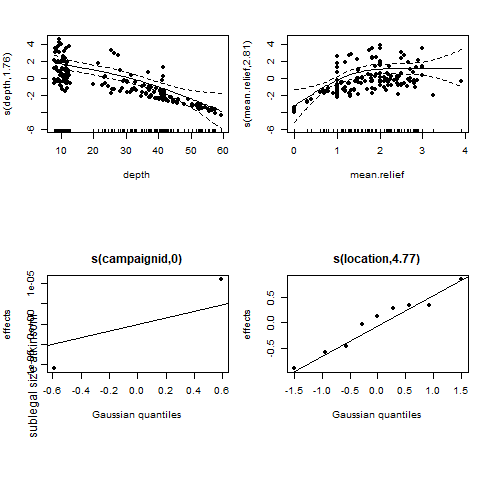 s(depth,1.76)
4
2
0
-2
-6
10 20 30 40 50 60
depth
s(mean.relief,2.81)
4
2
0
-2
-6
0 1 2 3 4
mean.relief
s(campaignid,0)
effects
1e-05
sublegal size
-0.6 -0.4 -0.2 0.0 0.2 0.4 0.6
Gaussian quantiles
s(location,4.77)
effects
0.5
0.0
-0.5
-1.5 -1.0 -0.5 0.0 0.5 1.0 1.5
Gaussian quantiles